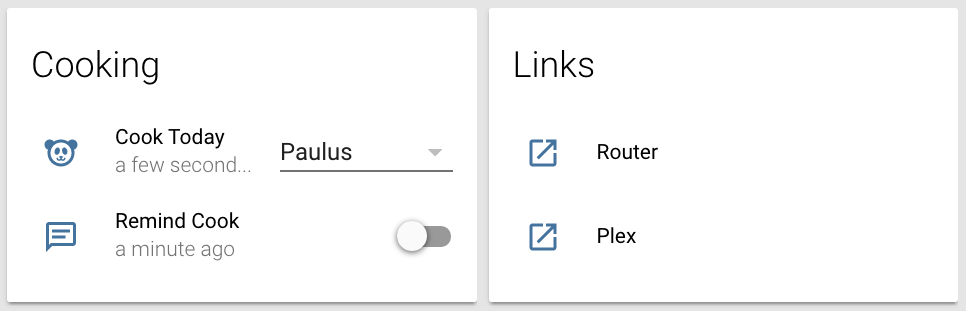 Cooking
Cook Today
a few second...
Paulus
Remind Cook
a minute ago
Links
Router
Plex